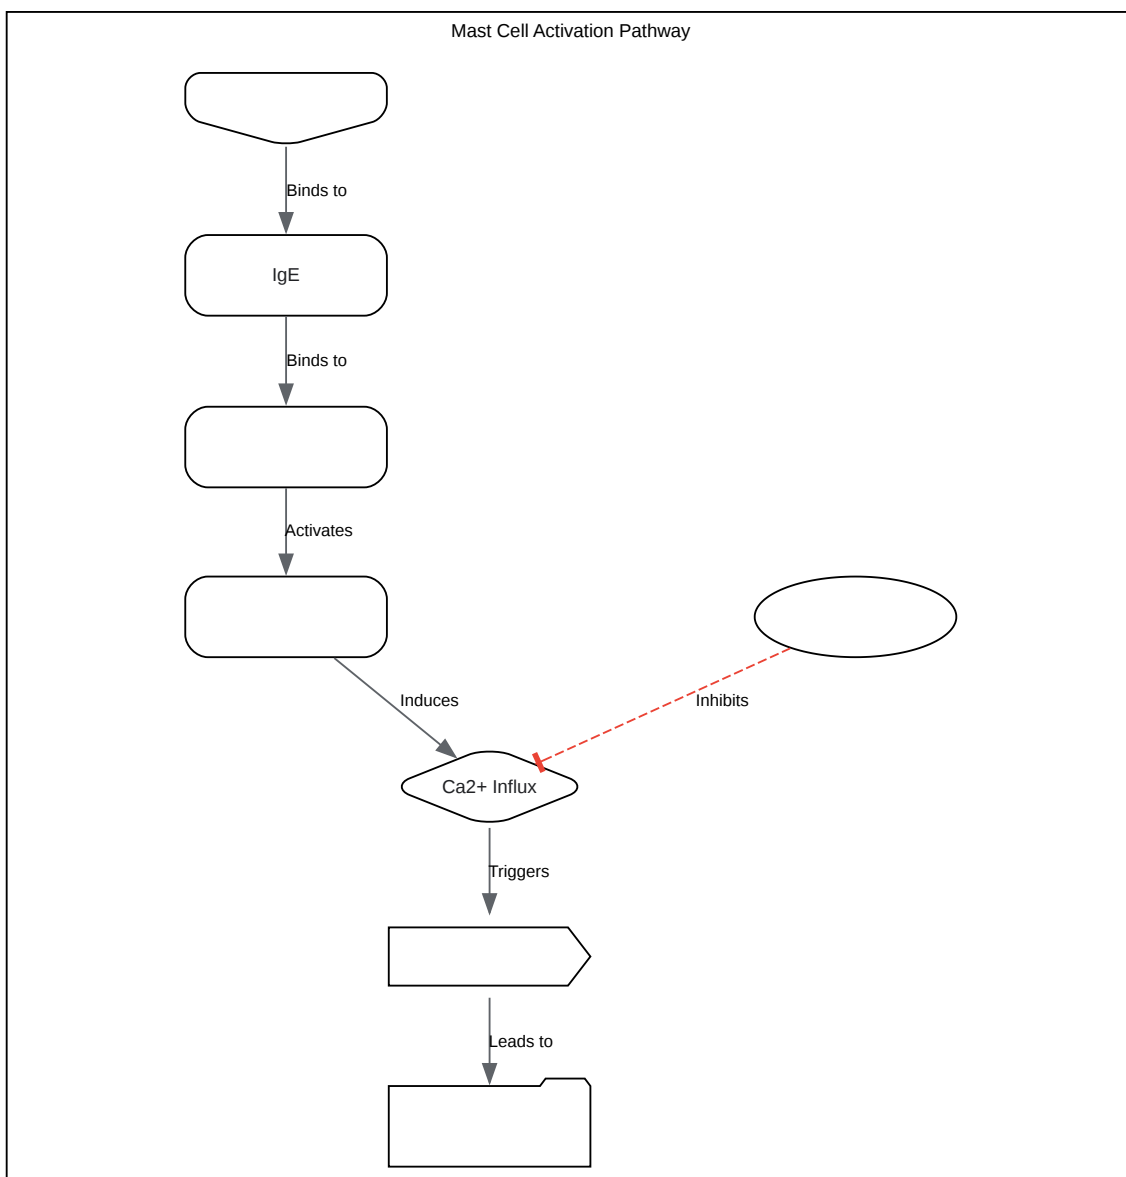 Mast Cell Activation Pathway
Binds to
IgE
Binds to
Activates
Induces
Inhibits
Ca2+ Influx
Triggers
Leads to